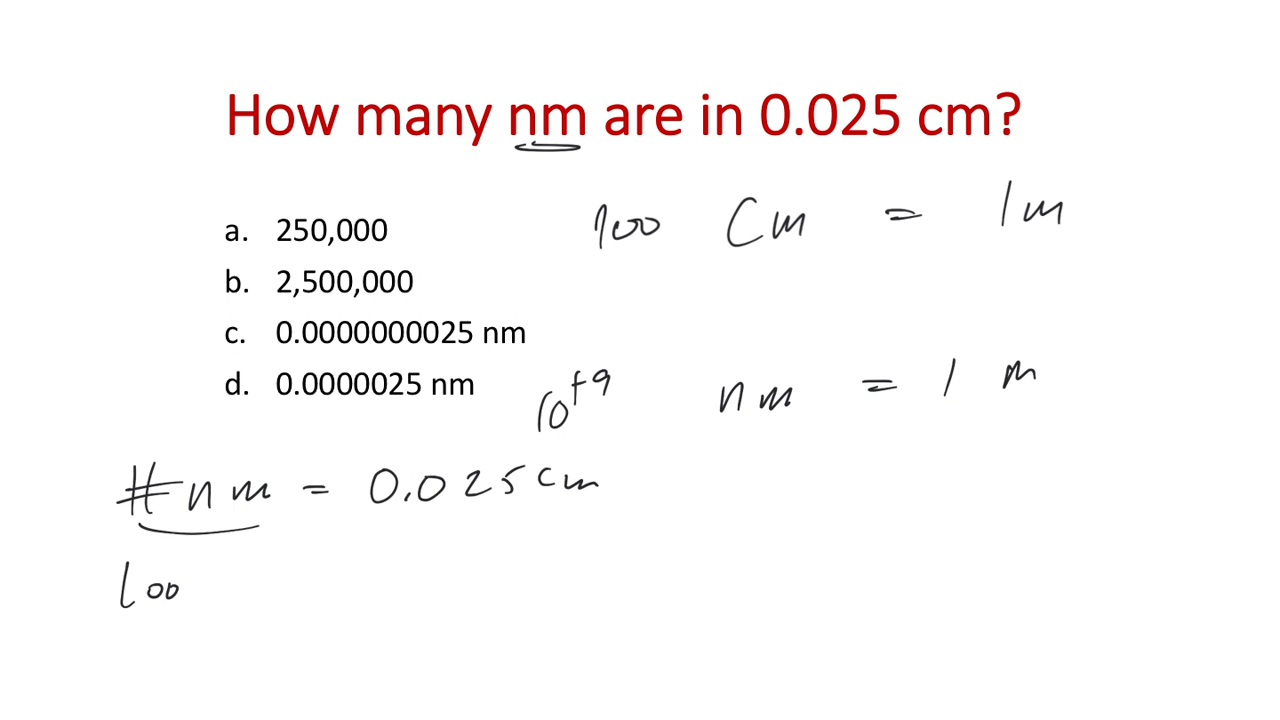 How many nm are in 0.025 cm?
a. 250,000
b. 2,500,000
c. 0.0000000025 nm
d. 0.0000025 nm
100 cm = 1m
10+9 nm = 1 m
#nm = 0.025cm
100